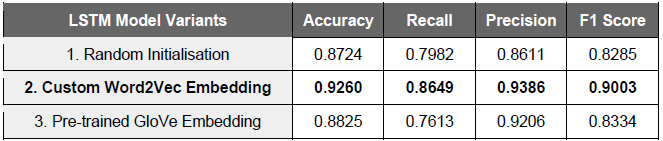 LSTM Model Variants Accuracy Recall Precision F1 Score
1. Random Initialisation 0.8724 0.7982 0.8611 0.8285
2. Custom Word2Vec Embedding 0.9260 0.8649 0.9386 0.9003
3. Pre-trained GloVe Embedding 0.8825 0.7613 0.9206 0.8334